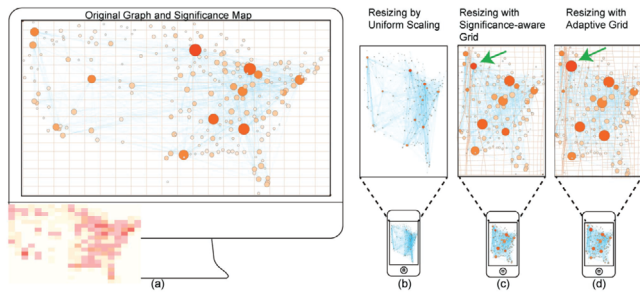 Original Graph and Significance Map
Resizing by
Uniform Scaling
Resizing with
Significance-aware
Grid
Resizing with
Adaptive Grid
(a)
(b)
(c)
(d)